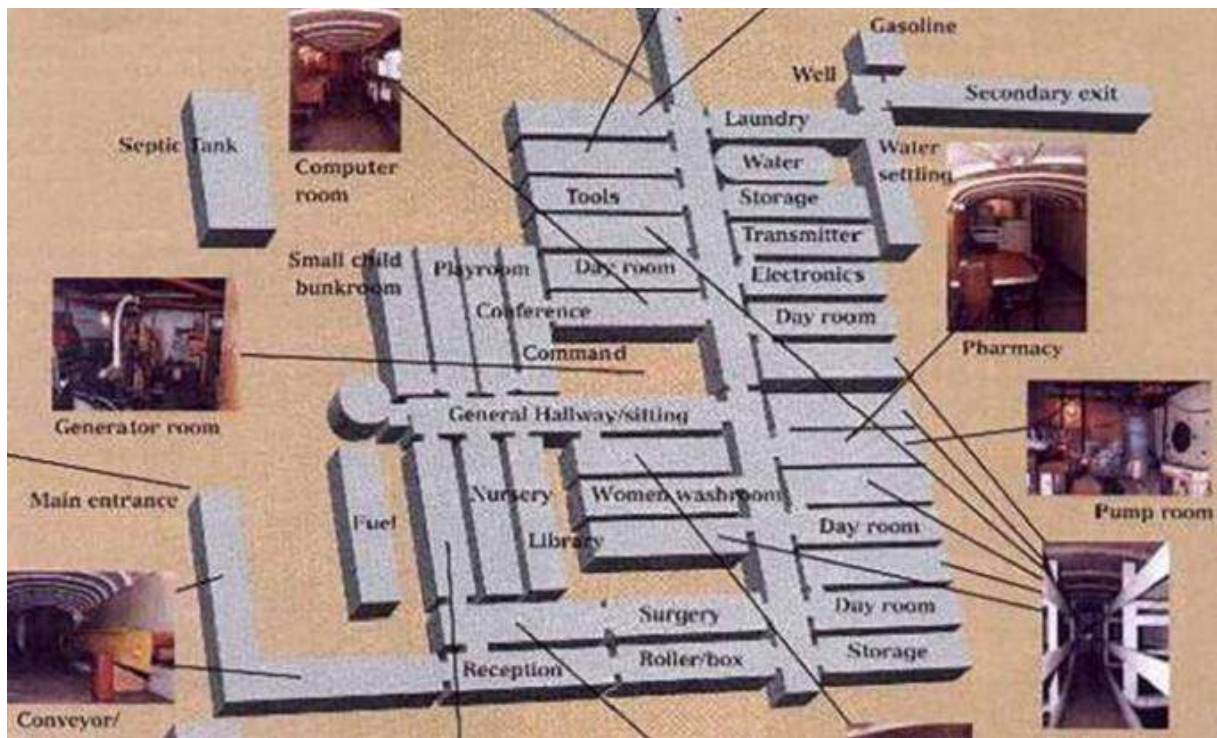 Gasoline
Well
Secondary exit
Laundry
Septic Tank
Water
Water
settling
Computer
room
Tools
Storage
Transmitter
Small child
bunkroom
Playroom
Day room
Electronics
Conference
Day room
Command
Pharmacy
General Hallway/sitting
Generator room
Main entrance
Nursery
Women washroom
Pump room
Fuel
Library
Day room
Surgery
Day room
Reception
Roller/box
Storage
Conveyor/